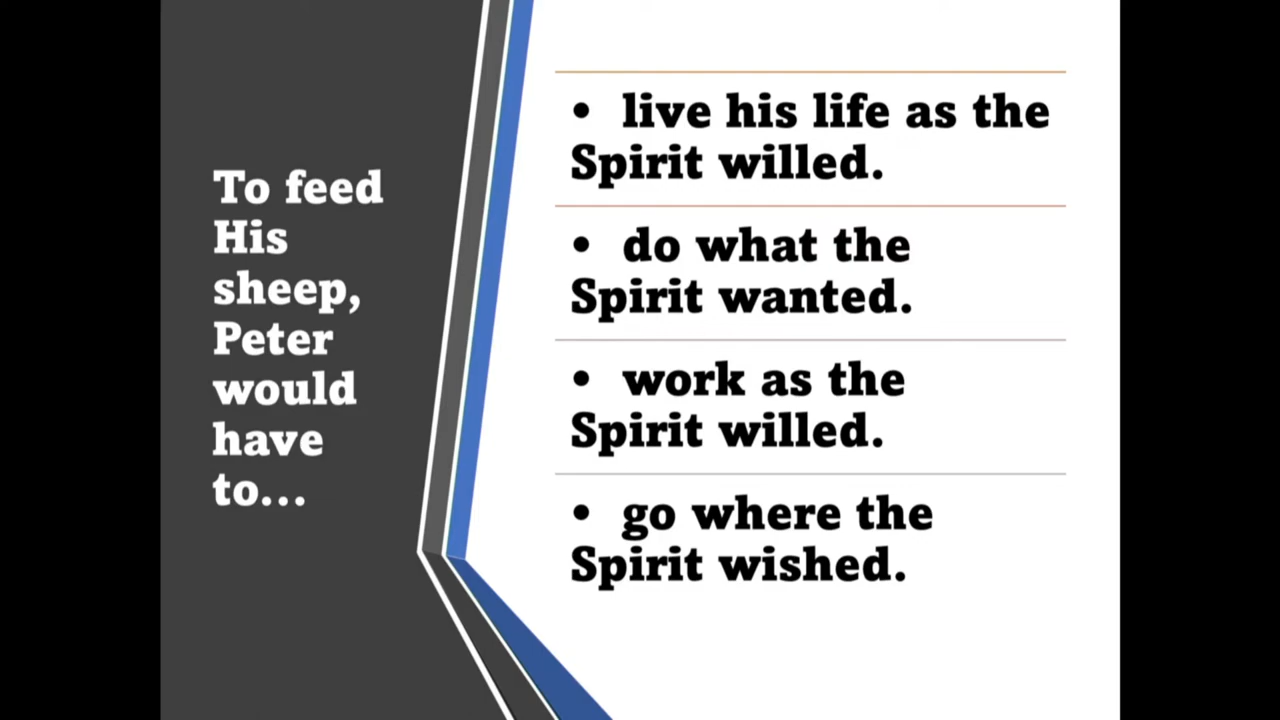 To feed
His
sheep,
Peter
would
have
to...
• live his life as the
Spirit willed.
• do what the
Spirit wanted.
• work as the
Spirit willed.
• go where the
Spirit wished.